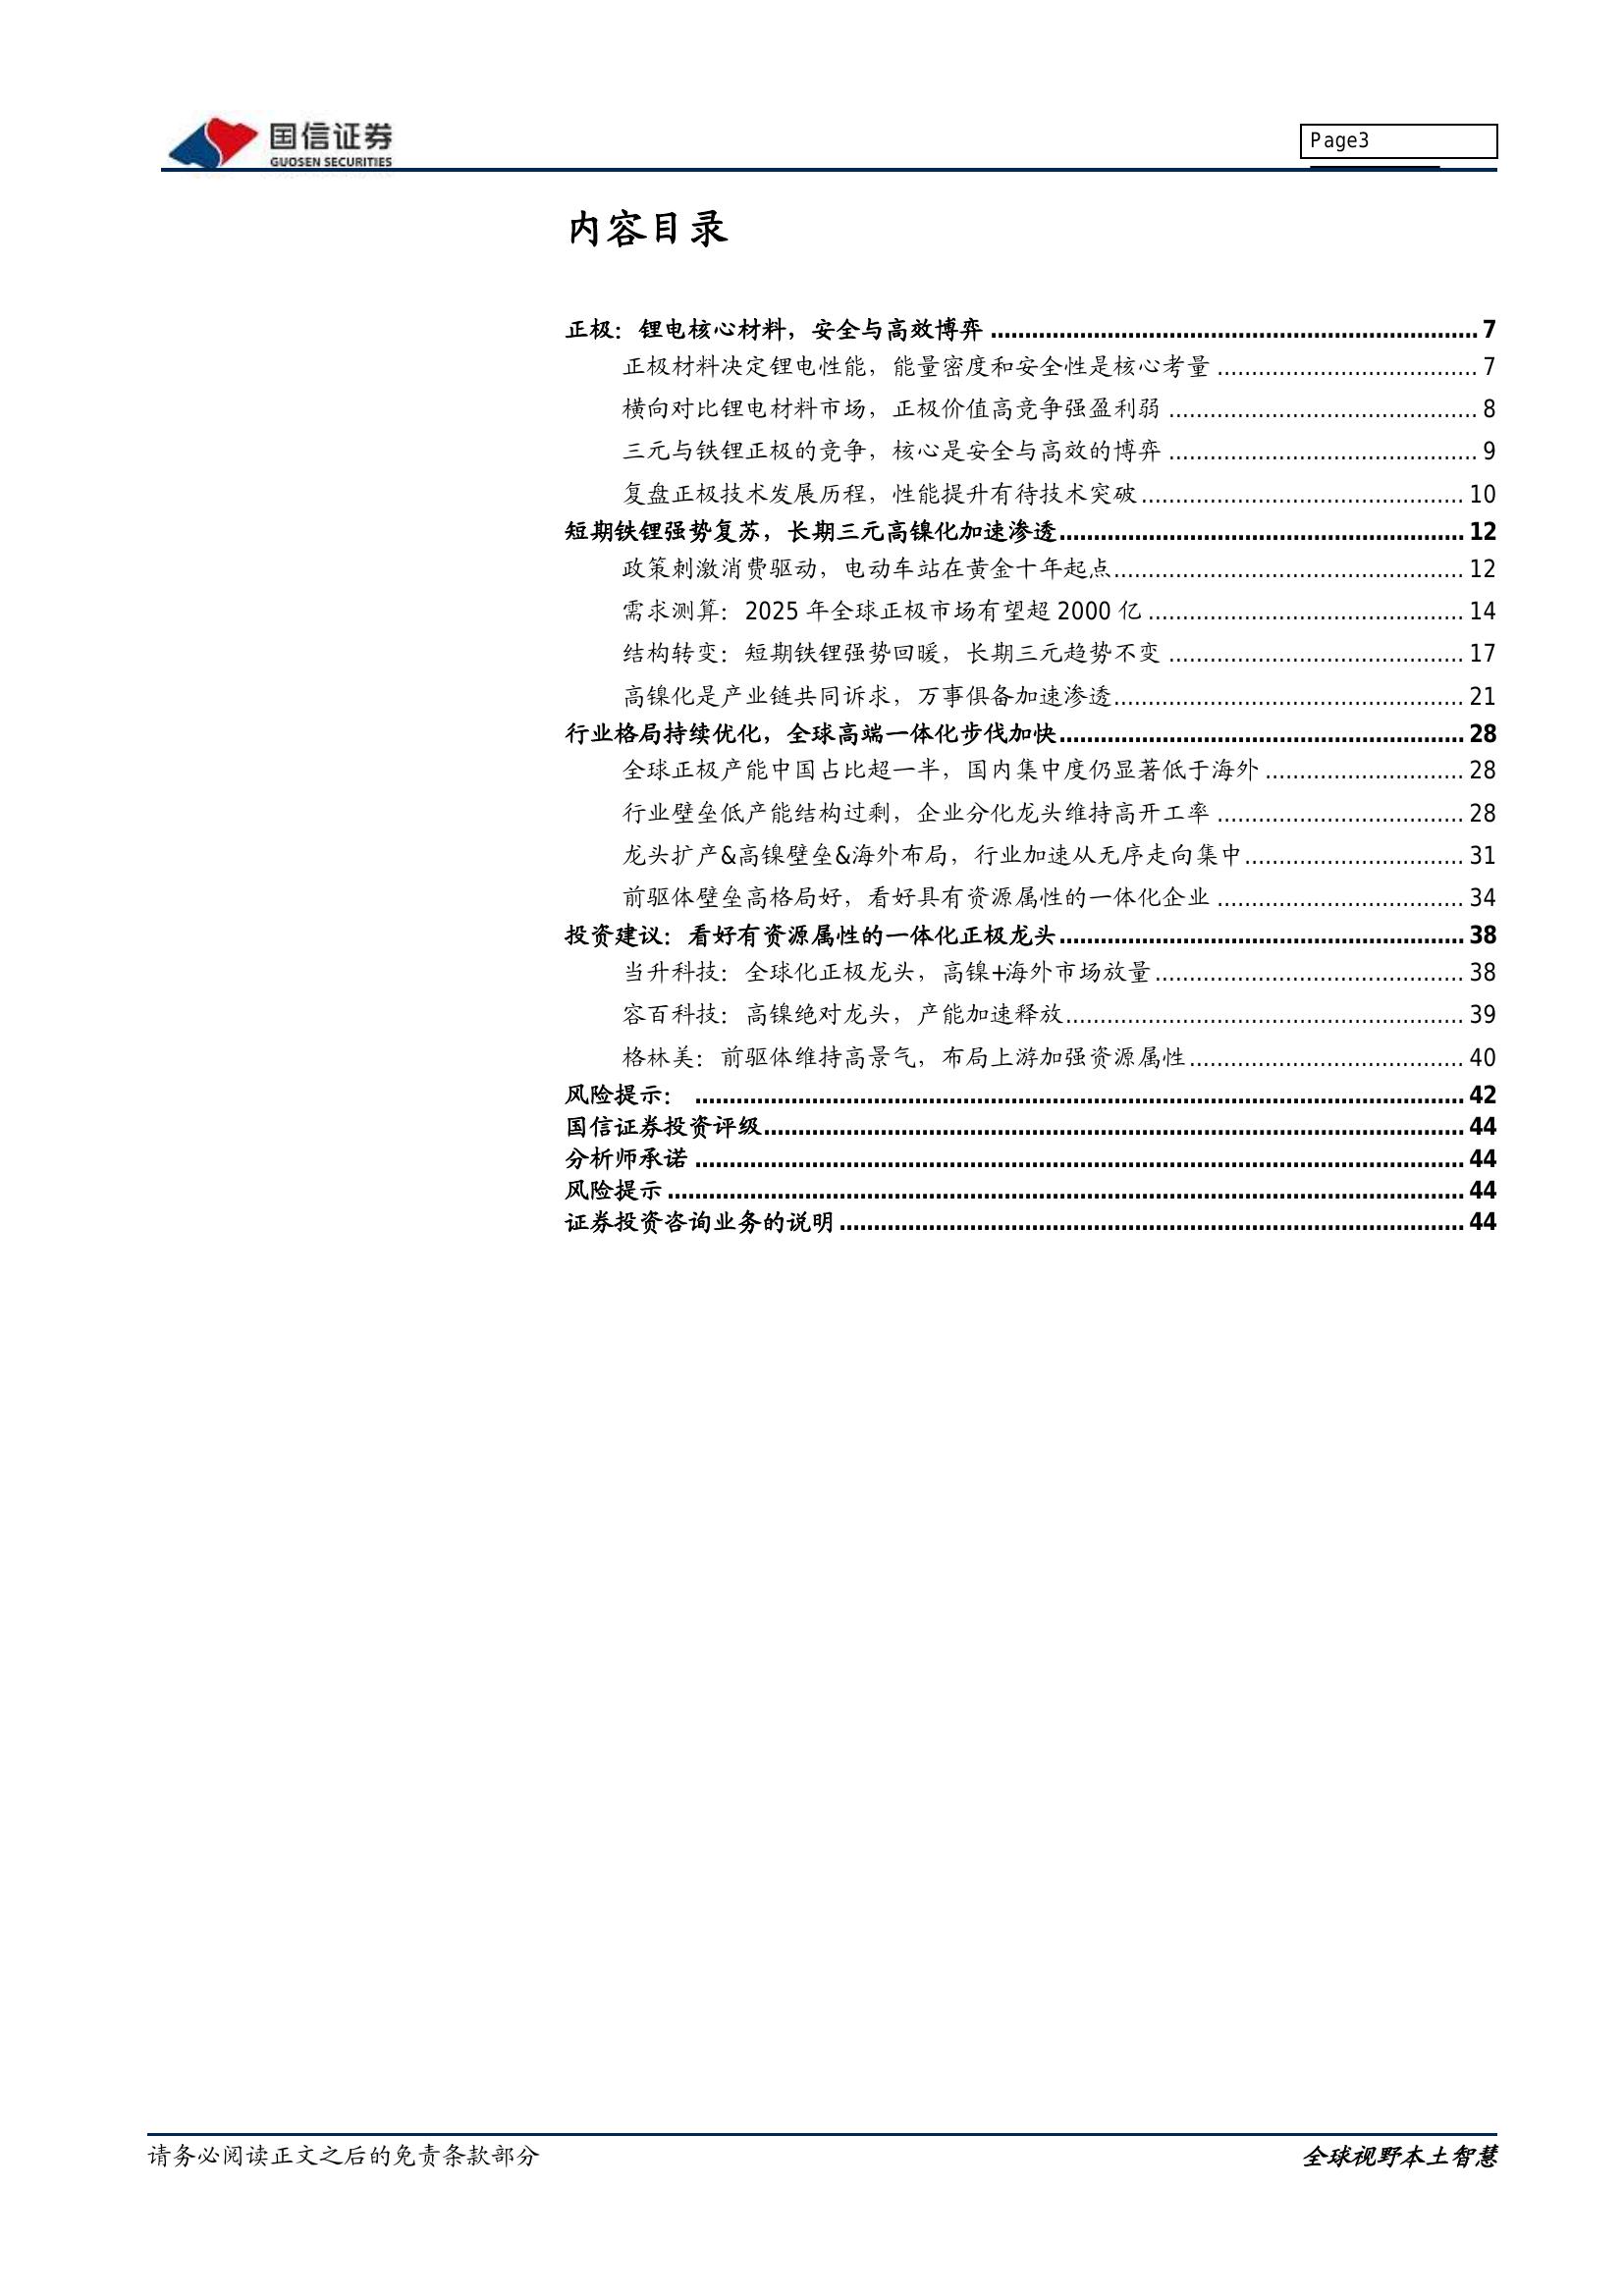 国信证券
GUOSEN SECURITIES
Page3
内容目录
正极：锂电核心材料，安全与高效博弈 ........................................................................ 7
正极材料决定锂电性能，能量密度和安全性是核心考量 ...................................... 7
横向对比锂电材料市场，正极价值高竞争强盈利弱 ............................................. 8
三元与铁锂正极的竞争，核心是安全与高效的博弈 ............................................. 9
复盘正极技术发展历程，性能提升有待技术突破............................................... 10
短期铁锂强势复苏，长期三元高镍化加速渗透........................................................... 12
政策刺激消费驱动，电动车站在黄金十年起点................................................... 12
需求测算：2025 年全球正极市场有望超 2000 亿 .............................................. 14
结构转变：短期铁锂强势回暖，长期三元趋势不变 ........................................... 17
高镍化是产业链共同诉求，万事俱备加速渗透................................................... 21
行业格局持续优化，全球高端一体化步伐加快........................................................... 28
全球正极产能中国占比超一半，国内集中度仍显著低于海外 ............................. 28
行业壁垒低产能结构过剩，企业分化龙头维持高开工率 .................................... 28
龙头扩产&高镍壁垒&海外布局，行业加速从无序走向集中................................ 31
前驱体壁垒高格局好，看好具有资源属性的一体化企业 .................................... 34
投资建议：看好有资源属性的一体化正极龙头........................................................... 38
当升科技：全球化正极龙头，高镍+海外市场放量............................................. 38
容百科技：高镍绝对龙头，产能加速释放.......................................................... 39
格林美：前驱体维持高景气，布局上游加强资源属性........................................ 40
风险提示： ................................................................................................................ 42
国信证券投资评级...................................................................................................... 44
分析师承诺 ................................................................................................................ 44
风险提示 .................................................................................................................... 44
证券投资咨询业务的说明 ........................................................................................... 44
请务必阅读正文之后的免责条款部分
全球视野本土智慧